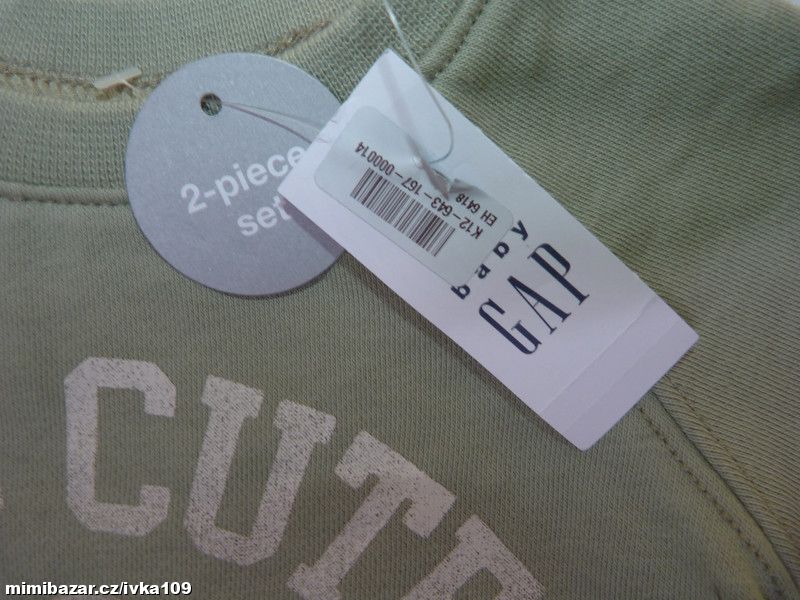 2-piece
set
K12-643-167-000014
EH 6418
baby
GAP
CUT
mimibazar.cz/ivka109